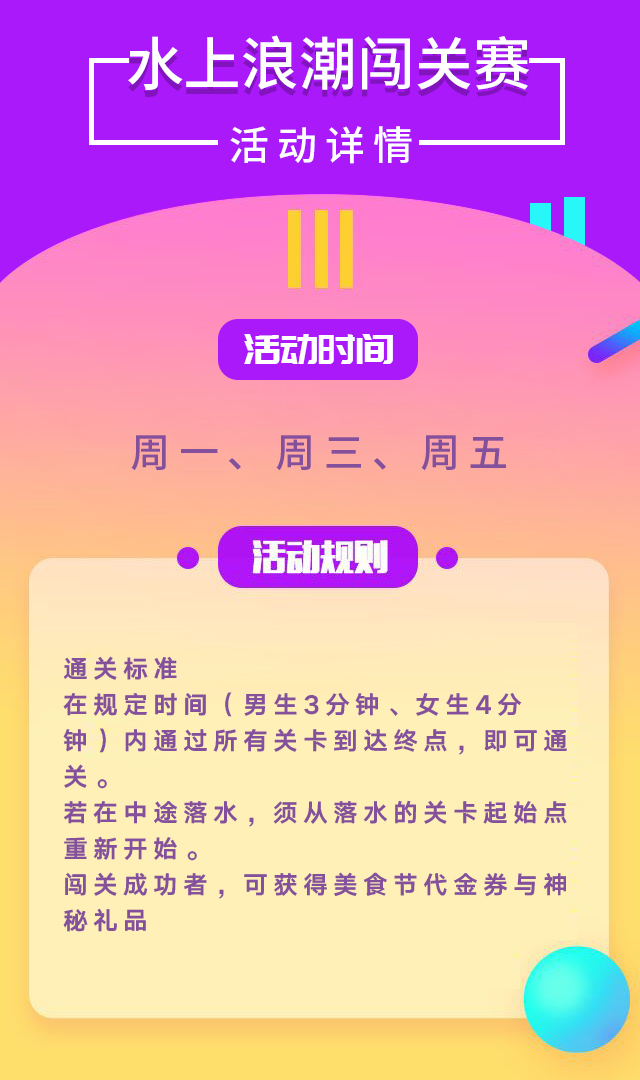 水上浪潮闯关赛
活动详情
活动时间
周一、周三、周五
活动规则
通关标准
在规定时间（男生3分钟、女生4分
钟）内通过所有关卡到达终点，即可通
关。
若在中途落水，须从落水的关卡起始点
重新开始。
闯关成功者，可获得美食节代金券与神
秘礼品